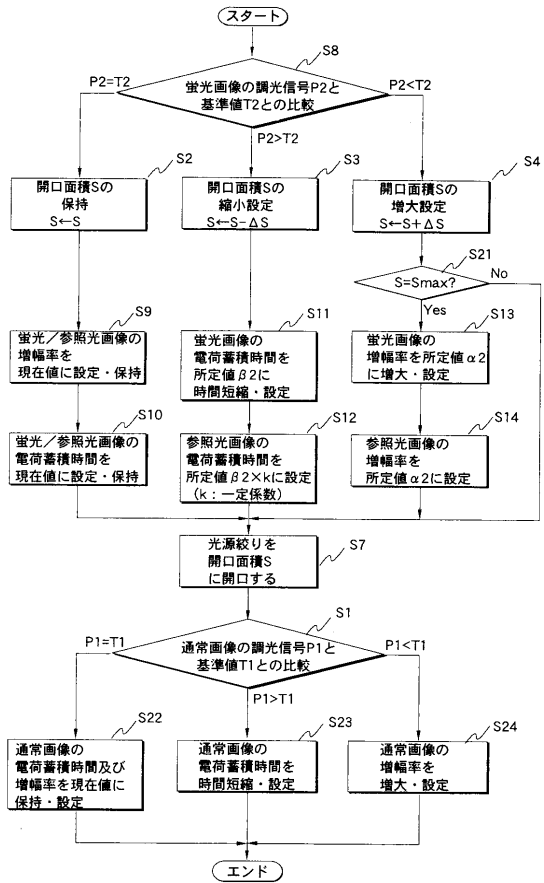 スタート
S8
蛍光画像の調光信号P2と
基準値T2との比較
P2=T2
P2<T2
P2>T2
S2
開口面積Sの
保持
S←S
S3
開口面積Sの
縮小設定
S←S-ΔS
S4
開口面積Sの
増大設定
S←S+ΔS
S21
S=Smax?
No
Yes
S9
蛍光/参照光画像の
増幅率を
現在値に設定・保持
S11
蛍光画像の
電荷蓄積時間を
所定値β2に
時間短縮・設定
S13
蛍光画像の
増幅率を所定値α2
に増大・設定
S10
蛍光/参照光画像の
電荷蓄積時間を
現在値に設定・保持
S12
参照光画像の
電荷蓄積時間を
所定値β2×kに設定
(k:一定係数)
S14
参照光画像の
増幅率を
所定値α2に設定
S7
光源絞りを
開口面積S
に開口する
S1
通常画像の調光信号P1と
基準値T1との比較
P1=T1
P1<T1
P1>T1
S22
通常画像の
電荷蓄積時間及び
増幅率を現在値に
保持・設定
S23
通常画像の
電荷蓄積時間を
時間短縮・設定
S24
通常画像の
増幅率を
増大・設定
エンド